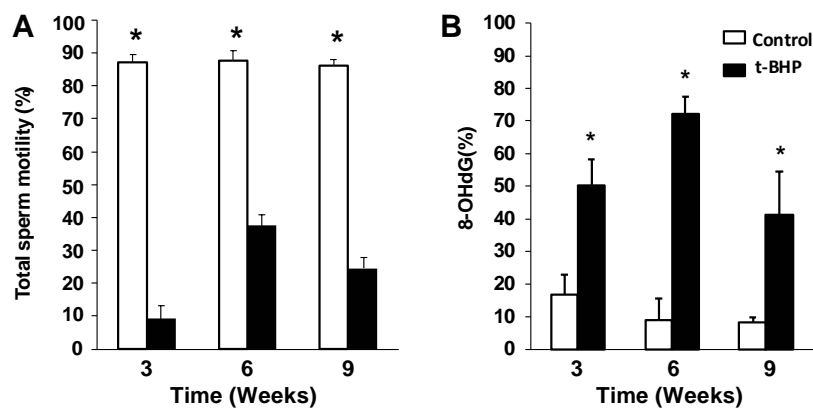 A
Total sperm motility (%)
100
90
80
70
60
50
40
30
20
10
0
* * *
3 6 9
Time (Weeks)
B
8-OHdG(%)
100
90
80
70
60
50
40
30
20
10
0
Control
t-BHP
* * *
3 6 9
Time (Weeks)